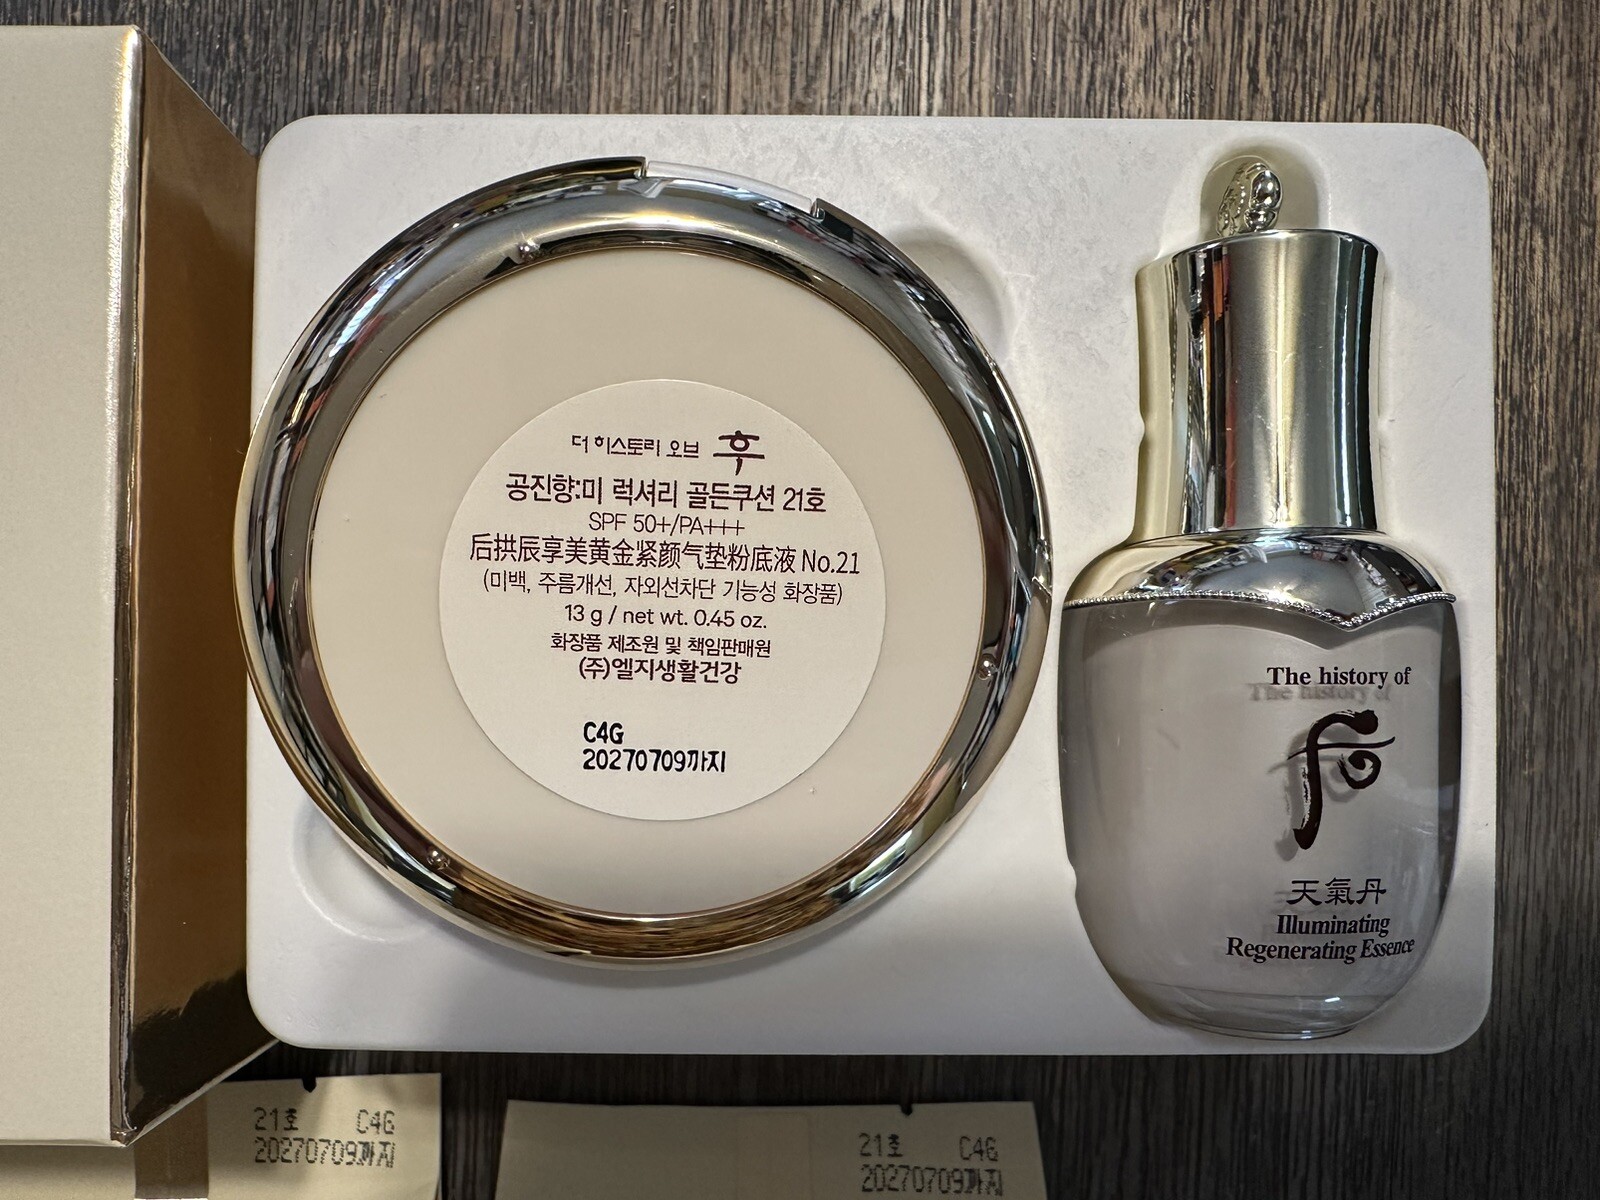 더 히스토리 오브 후
공진향:미 럭셔리 골든쿠션 21호
SPF 50+/PA+++
后拱辰享美黄金紧颜气垫粉底液 No.21
(미백, 주름개선, 자외선차단 기능성 화장품)
13 g / net wt. 0.45 oz.
화장품 제조원 및 책임판매원
(주)엘지생활건강
C4G
20270709까지
The history of
后
天氣丹
Illuminating
Regenerating Essence
21호 C4G
20270709까지
21호 C4G
20270709까지